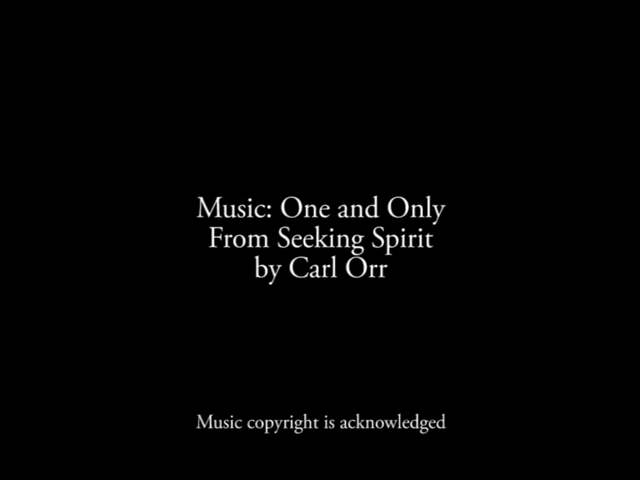 Music: One and Only
From Seeking Spirit
by Carl Orr
Music copyright is acknowledged